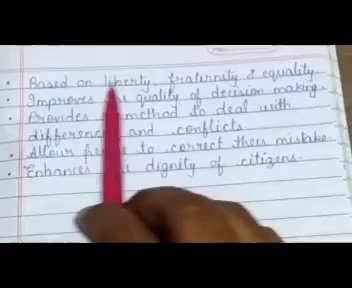 • Based on liberty, fraternity & equality.
• Improves the quality of decision making.
• Provides method to deal with
differences and conflicts.
• Allows to correct their mistake.
• Enhances dignity of citizens.